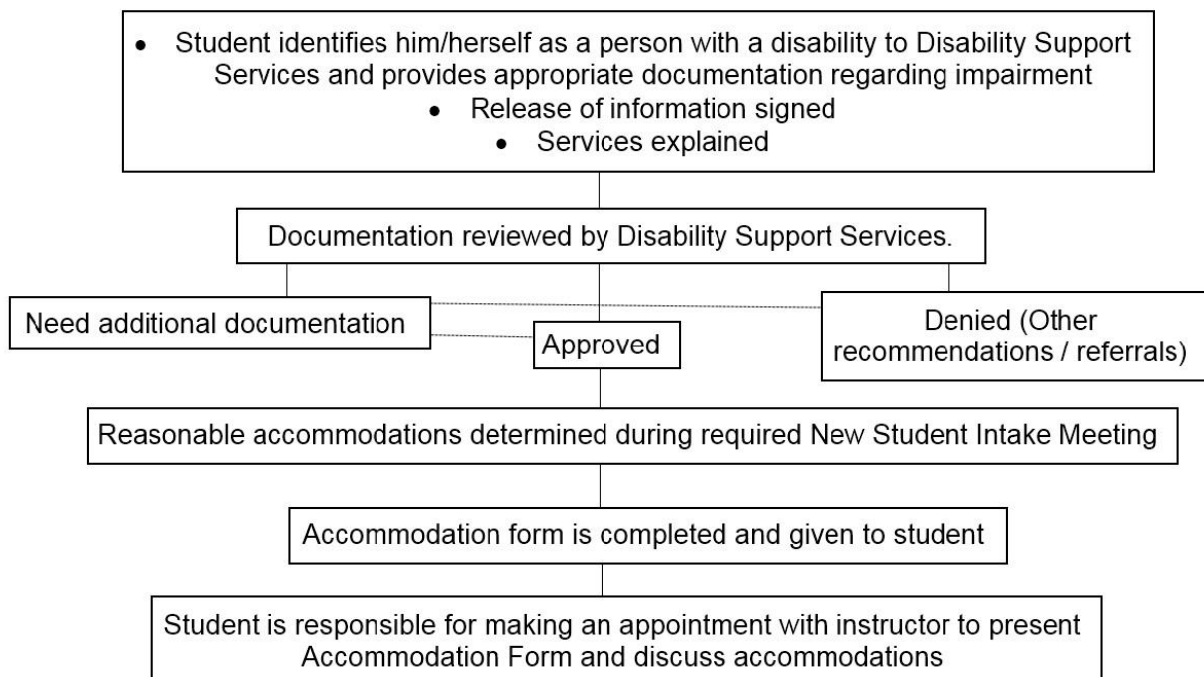 • Student identifies him/herself as a person with a disability to Disability Support
Services and provides appropriate documentation regarding impairment
• Release of information signed
• Services explained
Documentation reviewed by Disability Support Services.
Need additional documentation
Approved
Denied (Other
recommendations / referrals)
Reasonable accommodations determined during required New Student Intake Meeting
Accommodation form is completed and given to student
Student is responsible for making an appointment with instructor to present
Accommodation Form and discuss accommodations